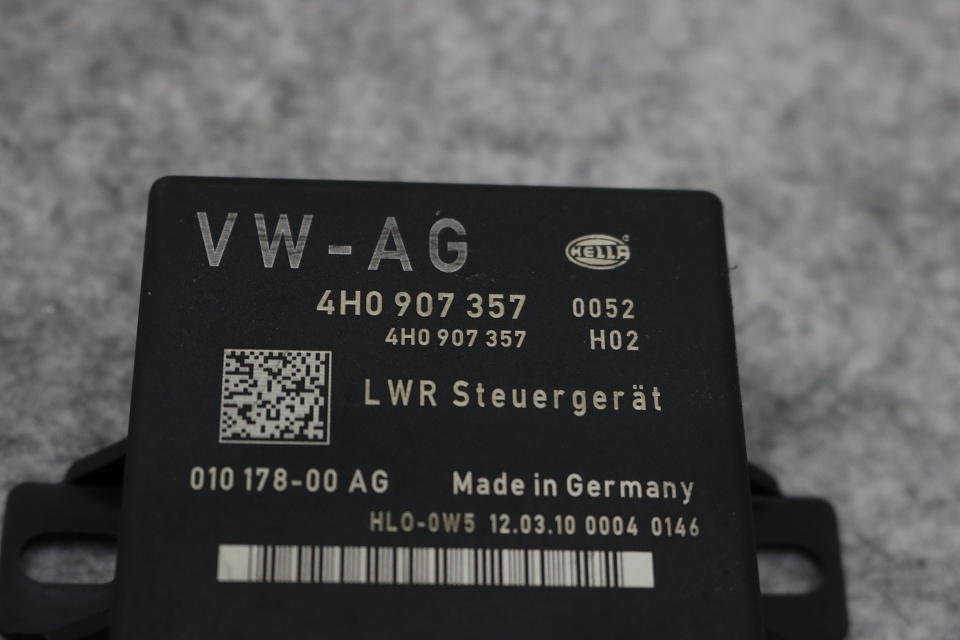 VW-AG
HELLA
4H0 907 357 0052
4H0 907 357 H02
LWR Steuergerät
010 178-00 AG Made in Germany
HLO-0W5 12.03.10 0004 0146